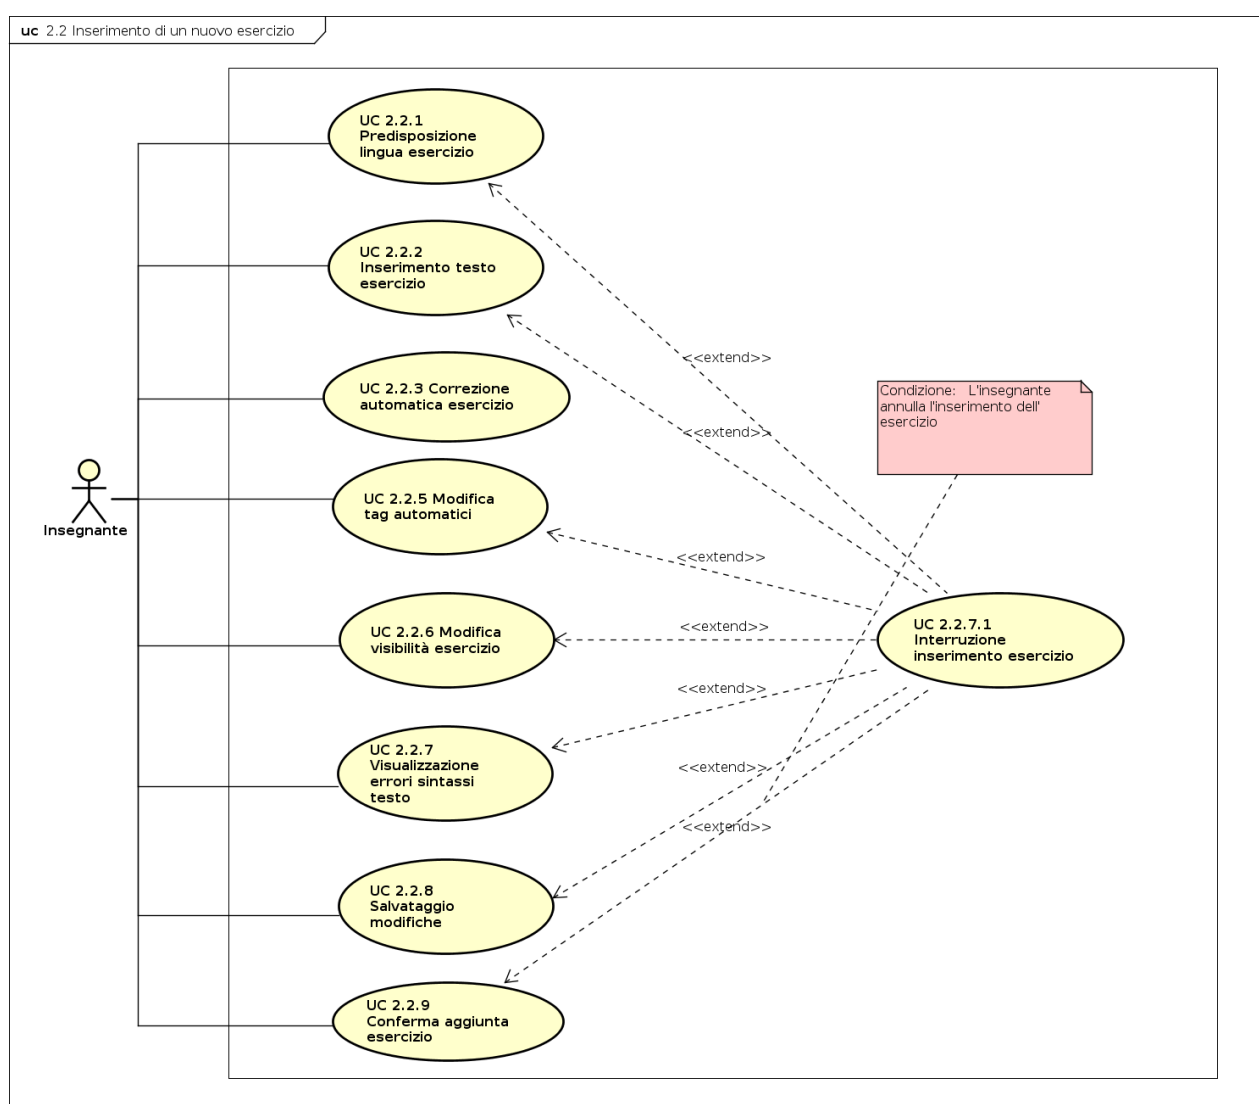 uc 2.2 Inserimento di un nuovo esercizio
UC 2.2.1
Predisposizione
lingua esercizio
UC 2.2.2
Inserimento testo
esercizio
<<extend>>
Condizione:   L'insegnante
annulla l'inserimento dell'
esercizio
UC 2.2.3 Correzione
automatica esercizio
<<extend>>
UC 2.2.5 Modifica
tag automatici
Insegnante
<<extend>>
UC 2.2.6 Modifica
visibilità esercizio
<<extend>>
UC 2.2.7.1
Interruzione
inserimento esercizio
<<extend>>
UC 2.2.7
Visualizzazione
errori sintassi
testo
<<extend>>
<<extend>>
UC 2.2.8
Salvataggio
modifiche
UC 2.2.9
Conferma aggiunta
esercizio